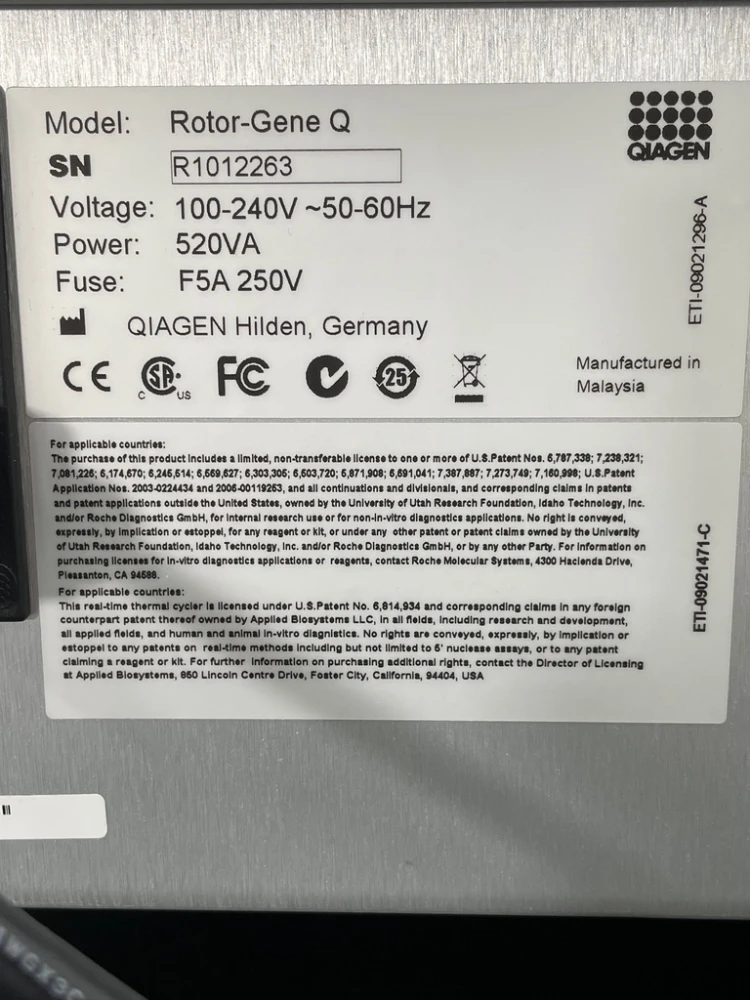 Model: Rotor-Gene Q
QIAGEN
SN R1012263
Voltage: 100-240V ~50-60Hz
Power: 520VA
Fuse: F5A 250V
ETI-09021296-A
QIAGEN Hilden, Germany
CE C SA US FC 25
Manufactured in
Malaysia
For applicable countries:
The purchase of this product includes a limited, non-transferable license to one or more of U.S.Patent Nos. 6,787,338; 7,238,321;
7,081,226; 6,174,670; 6,245,514; 6,569,627; 6,303,305; 6,503,720; 5,871,908; 6,691,041; 7,387,887; 7,273,749; 7,160,998; U.S.Patent
Application Nos. 2003-0224434 and 2006-00119253, and all continuations and divisionals, and corresponding claims in patents
and patent applications outside the United States, owned by the University of Utah Research Foundation, Idaho Technology, Inc.
and/or Roche Diagnostics GmbH, for internal research use or for non-in-vitro diagnostics applications. No right is conveyed,
expressly, by implication or estoppel, for any reagent or kit, or under any other patent or patent claims owned by the University
of Utah Research Foundation, Idaho Technology, Inc. and/or Roche Diagnostics GmbH, or by any other Party. For information on
purchasing licenses for in-vitro diagnostics applications or reagents, contact Roche Molecular Systems, 4300 Hacienda Drive,
Pleasanton, CA 94588.
For applicable countries:
This real-time thermal cycler is licensed under U.S.Patent No. 6,814,934 and corresponding claims in any foreign
counterpart patent thereof owned by Applied Biosystems LLC, in all fields, including research and development,
all applied fields, and human and animal in-vitro diagnistics. No rights are conveyed, expressly, by implication or
estoppel to any patents on real-time methods including but not limited to 5' nuclease assays, or to any patent
claiming a reagent or kit. For further information on purchasing additional rights, contact the Director of Licensing
at Applied Biosystems, 850 Lincoln Centre Drive, Foster City, California, 94404, USA
ETI-09021471-C